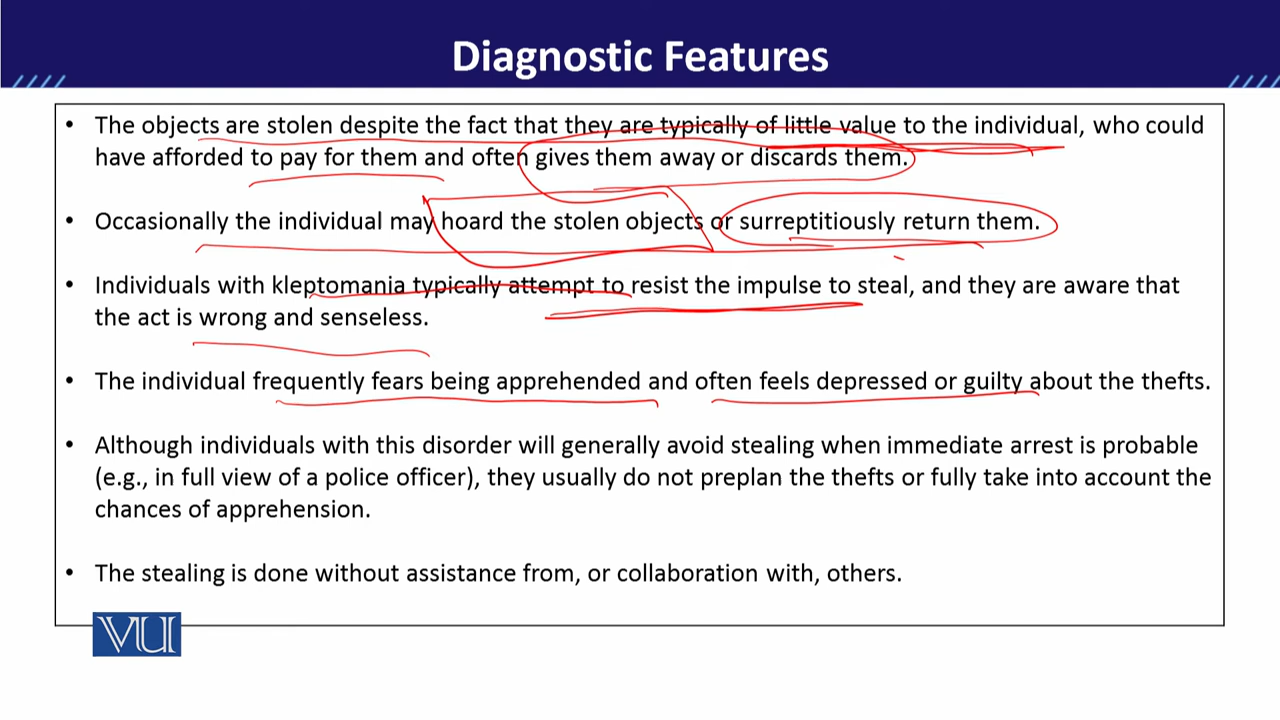 Diagnostic Features
• The objects are stolen despite the fact that they are typically of little value to the individual, who could
have afforded to pay for them and often gives them away or discards them.
• Occasionally the individual may hoard the stolen objects or surreptitiously return them.
• Individuals with kleptomania typically attempt to resist the impulse to steal, and they are aware that
the act is wrong and senseless.
• The individual frequently fears being apprehended and often feels depressed or guilty about the thefts.
• Although individuals with this disorder will generally avoid stealing when immediate arrest is probable
(e.g., in full view of a police officer), they usually do not preplan the thefts or fully take into account the
chances of apprehension.
• The stealing is done without assistance from, or collaboration with, others.
VU